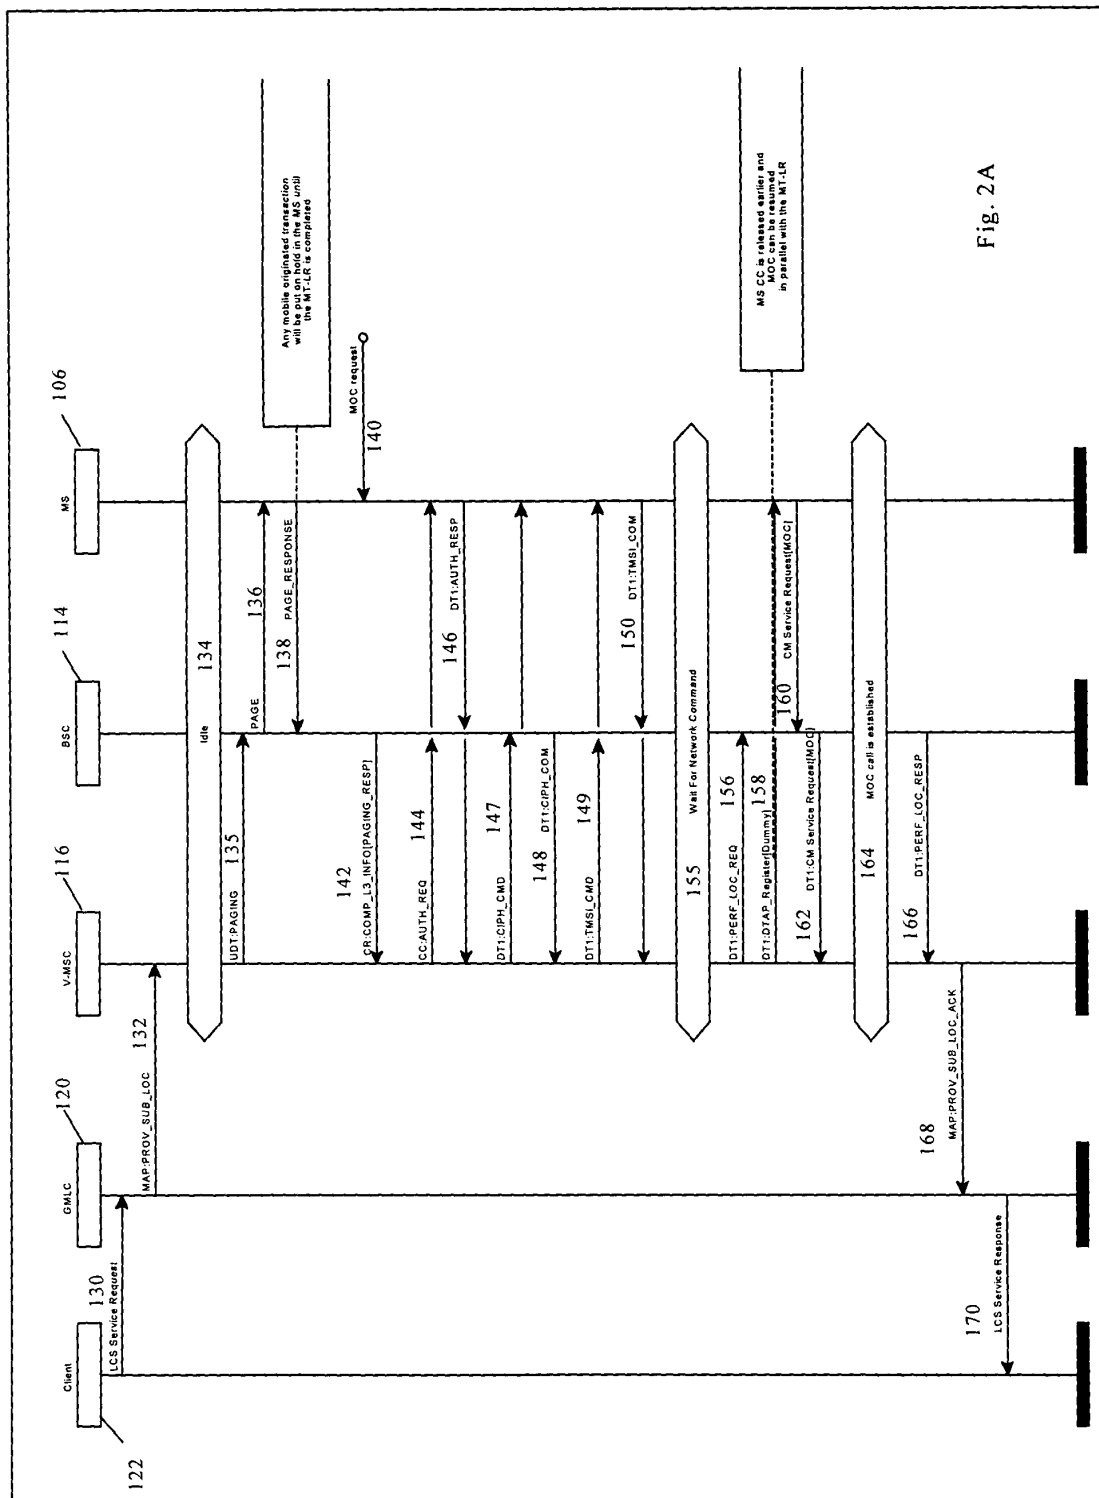 122
Client
120
GMLC
116
V-MSC
114
BSC
106
MS
130
LCS Service Request
MAP:PROV_SUB_LOC
132
Idle
134
UDT:PAGING
135
PAGE
136
138
PAGE_RESPONSE
Any mobile originated transaction
will be put on hold in the MS until
the MT-LR is completed
MOC request
140
142
CR:COMP_L3_INFO[PAGING_RESP]
CC:AUTH_REQ
144
146
DT1:AUTH_RESP
DT1:CIPH_CMD
147
148
DT1:CIPH_COM
DT1:TMSI_CMD
149
150
DT1:TMSI_COM
155
Wait For Network Command
DT1:PERF_LOC_REQ
156
DT1:DTAP_Register[Dummy]
158
MS CC is released earlier and
MOC can be resumed
in parallel with the MT-LR
160
CM Service Request[MOC]
162
DT1:CM Service Request[MOC]
164
MOC call is established
166
DT1:PERF_LOC_RESP
168
MAP:PROV_SUB_LOC_ACK
170
LCS Service Response
Fig. 2A